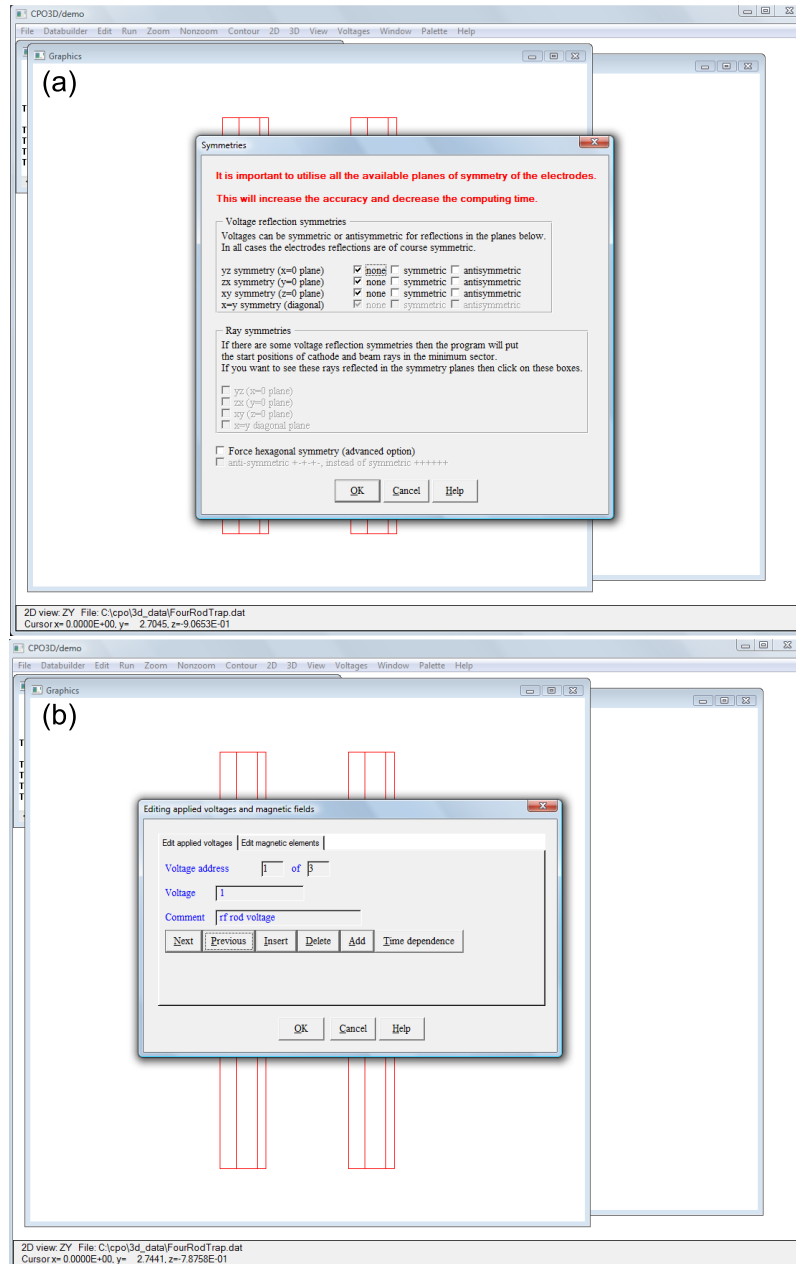 CPO3D/demo
File Databuilder Edit Run Zoom Nonzoom Contour 2D 3D View Voltages Window Palette Help
Graphics
(a)
T
T
T
T
T
Symmetries
It is important to utilise all the available planes of symmetry of the electrodes.
This will increase the accuracy and decrease the computing time.
Voltage reflection symmetries
Voltages can be symmetric or antisymmetric for reflections in the planes below.
In all cases the electrodes reflections are of course symmetric.
yz symmetry (x=0 plane) none symmetric antisymmetric
zx symmetry (y=0 plane) none symmetric antisymmetric
xy symmetry (z=0 plane) none symmetric antisymmetric
x=y symmetry (diagonal) none symmetric antisymmetric
Ray symmetries
If there are some voltage reflection symmetries then the program will put
the start positions of cathode and beam rays in the minimum sector.
If you want to see these rays reflected in the symmetry planes then click on these boxes.
yz (x=0 plane)
zx (y=0 plane)
xy (z=0 plane)
x=y diagonal plane
Force hexagonal symmetry (advanced option)
anti-symmetric +-+-+-, instead of symmetric ++++++
OK Cancel Help
2D view: ZY File: C:\cpo\3d_data\FourRodTrap.dat
Cursor x= 0.0000E+00, y= 2.7045, z=-9.0653E-01
CPO3D/demo
File Databuilder Edit Run Zoom Nonzoom Contour 2D 3D View Voltages Window Palette Help
Graphics
(b)
T
T
T
T
T
Editing applied voltages and magnetic fields
Edit applied voltages Edit magnetic elements
Voltage address 1 of 3
Voltage 1
Comment rf rod voltage
Next Previous Insert Delete Add Time dependence
OK Cancel Help
2D view: ZY File: C:\cpo\3d_data\FourRodTrap.dat
Cursor x= 0.0000E+00, y= 2.7441, z=-7.8758E-01